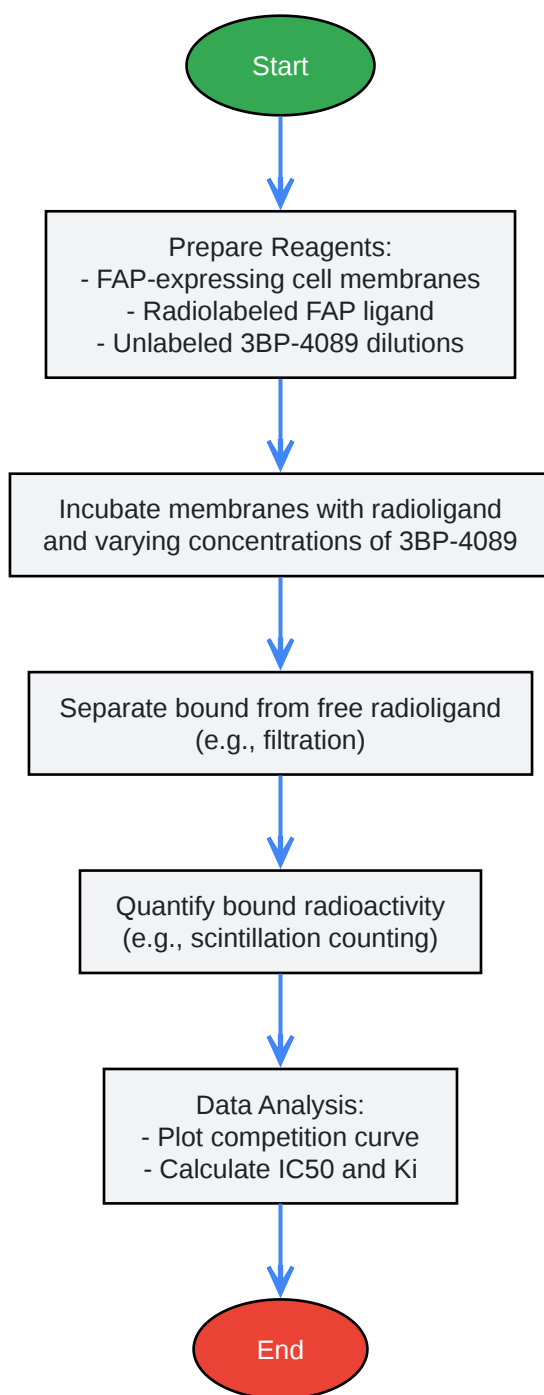 Start
Prepare Reagents:
- FAP-expressing cell membranes
- Radiolabeled FAP ligand
- Unlabeled 3BP-4089 dilutions
Incubate membranes with radioligand
and varying concentrations of 3BP-4089
Separate bound from free radioligand
(e.g., filtration)
Quantify bound radioactivity
(e.g., scintillation counting)
Data Analysis:
- Plot competition curve
- Calculate IC50 and Ki
End